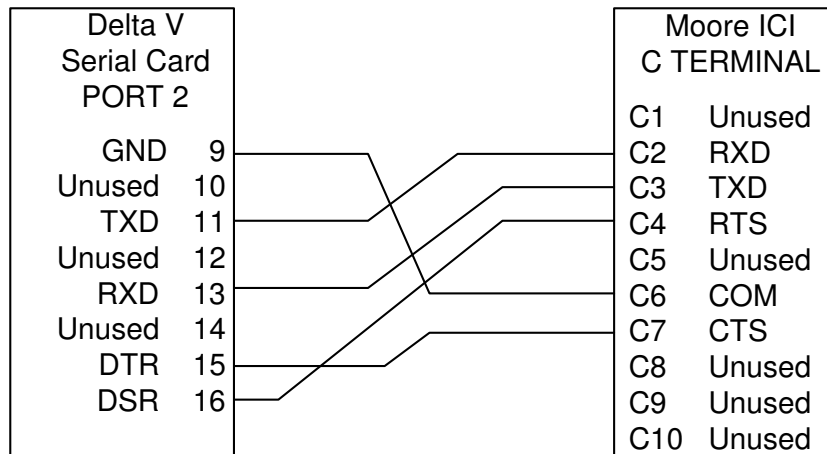 Delta V
Serial Card
PORT 2
GND 9
Unused 10
TXD 11
Unused 12
RXD 13
Unused 14
DTR 15
DSR 16
Moore ICI
C TERMINAL
C1 Unused
C2 RXD
C3 TXD
C4 RTS
C5 Unused
C6 COM
C7 CTS
C8 Unused
C9 Unused
C10 Unused